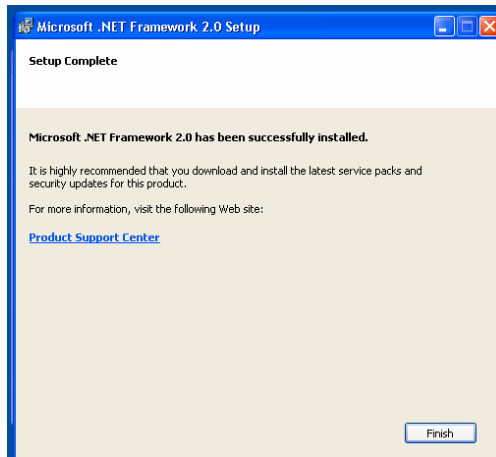 Microsoft .NET Framework 2.0 Setup
Setup Complete
Microsoft .NET Framework 2.0 has been successfully installed.
It is highly recommended that you download and install the latest service packs and
security updates for this product.
For more information, visit the following Web site:
Product Support Center
Finish